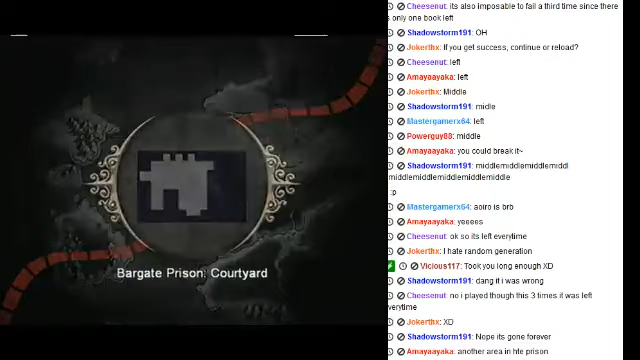 Cheesenut: its also imposable to fail a third time since there
s only one book left
Shadowstorm191: OH
Jokerthx: If you get success, continue or reload?
Cheesenut: left
Amayaayaka: left
Jokerthx: Middle
Shadowstorm191: midle
Mastergamerx64: left
Powerguy88: middle
Amayaayaka: you could break it~
Shadowstorm191: middlemiddlemiddlemiddl
middlemiddlemiddlemiddlemiddle
:p
Mastergamerx64: aoiro is brb
Amayaayaka: yeeees
Cheesenut: ok so its left everytime
Jokerthx: I hate random generation
Vicious117: Took you long enough XD
Shadowstorm191: dang it i was wrong
Cheesenut: no i played though this 3 times it was left
verytime
Jokerthx: XD
Shadowstorm191: Nope its gone forever
Amayaayaka: another area in hte prison
Bargate Prison: Courtyard